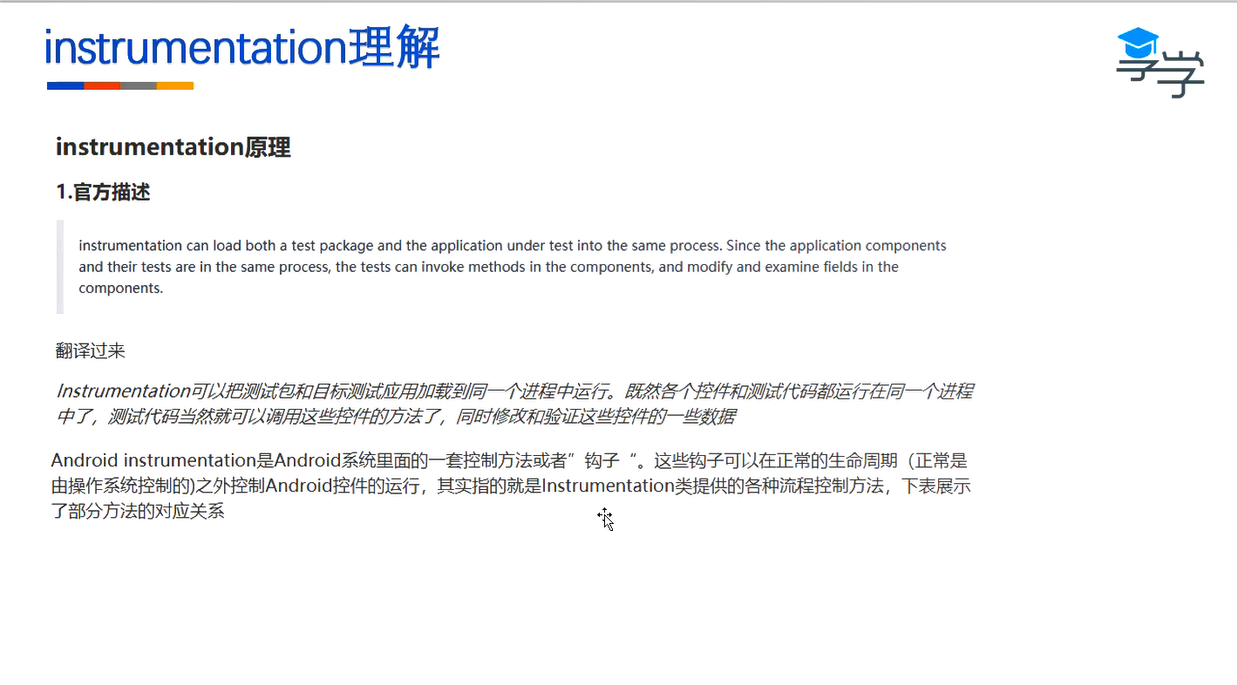 instrumentation理解
享学
instrumentation原理
1.官方描述
instrumentation can load both a test package and the application under test into the same process. Since the application components
and their tests are in the same process, the tests can invoke methods in the components, and modify and examine fields in the
components.
翻译过来
Instrumentation可以把测试包和目标测试应用加载到同一个进程中运行。既然各个控件和测试代码都运行在同一个进程
中了，测试代码当然就可以调用这些控件的方法了，同时修改和验证这些控件的一些数据
Android instrumentation是Android系统里面的一套控制方法或者”钩子“。这些钩子可以在正常的生命周期（正常是
由操作系统控制的)之外控制Android控件的运行，其实指的就是Instrumentation类提供的各种流程控制方法，下表展示
了部分方法的对应关系